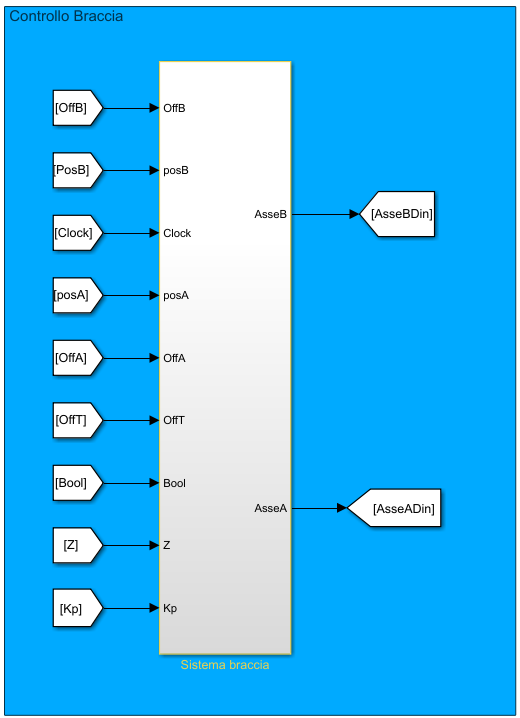 Controllo Braccia
[OffB]
OffB
[PosB]
posB
[Clock]
Clock
[posA]
posA
[OffA]
OffA
[OffT]
OffT
[Bool]
Bool
[Z]
Z
[Kp]
Kp
AsseB
[AsseBDin]
AsseA
[AsseADin]
Sistema braccia